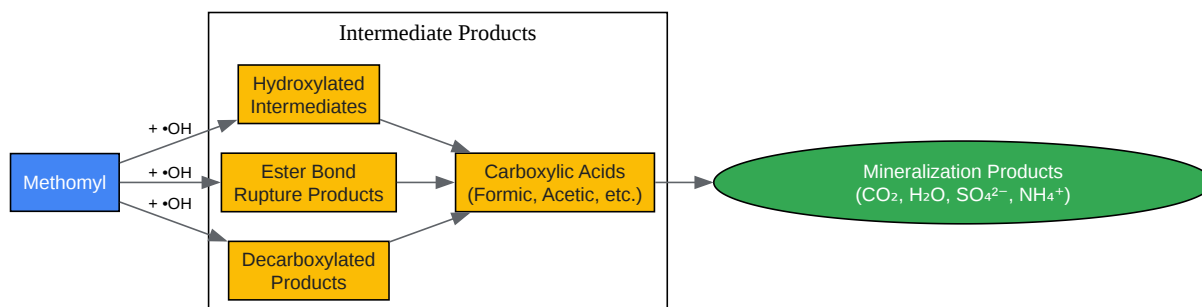 Intermediate Products
Hydroxylated
Intermediates
+ •OH
Methomyl
+ •OH
Ester Bond
Rupture Products
Carboxylic Acids
(Formic, Acetic, etc.)
Mineralization Products
(CO₂, H₂O, SO₄²⁻, NH₄⁺)
+ •OH
Decarboxylated
Products